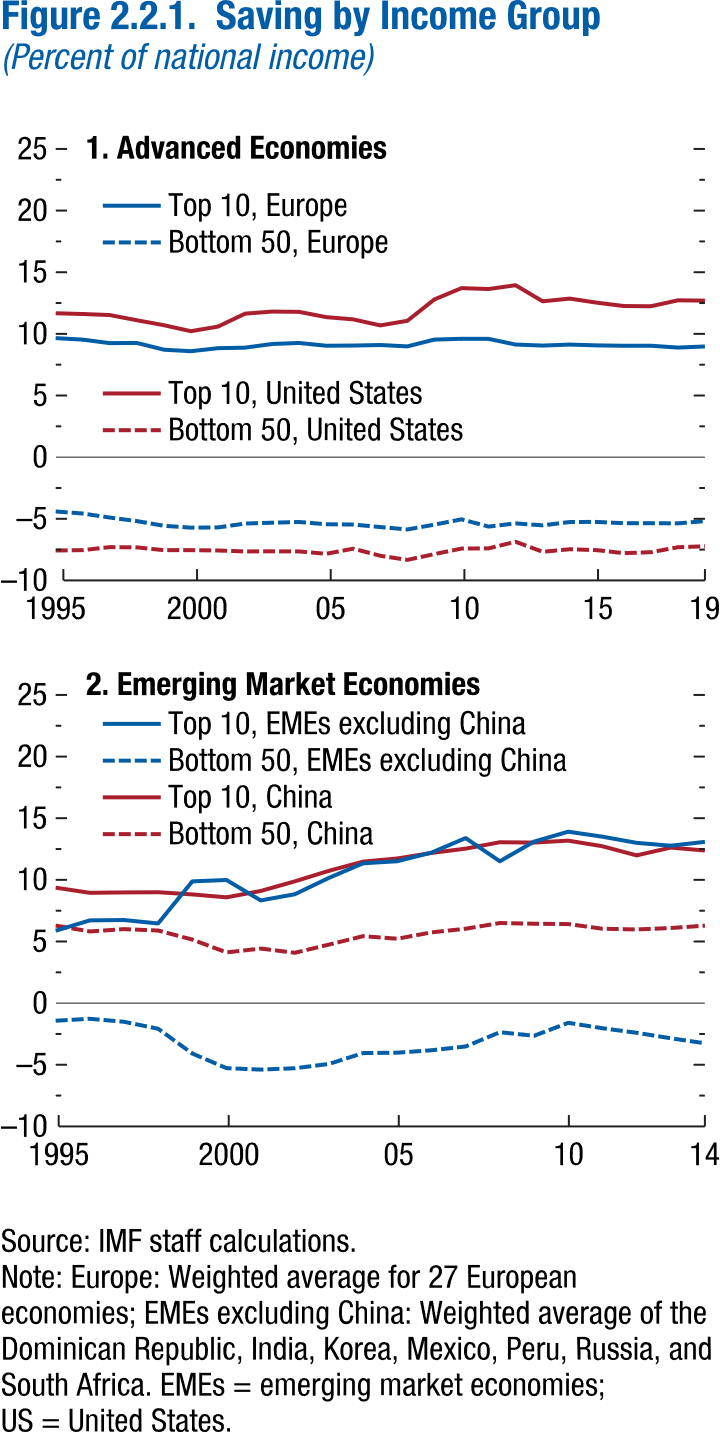 Figure 2.2.1. Saving by Income Group
(Percent of national income)
25
1. Advanced Economies
Top 10, Europe
20
Bottom 50, Europe
15
10
Top 10, United States
5
Bottom 50, United States
0
–5
–10
1995 2000 05 10 15 19
2. Emerging Market Economies
25
Top 10, EMEs excluding China
20
Bottom 50, EMEs excluding China
Top 10, China
15
Bottom 50, China
10
5
0
–5
–10
1995 2000 05 10 14
Source: IMF staff calculations.
Note: Europe: Weighted average for 27 European
economies; EMEs excluding China: Weighted average of the
Dominican Republic, India, Korea, Mexico, Peru, Russia, and
South Africa. EMEs = emerging market economies;
US = United States.